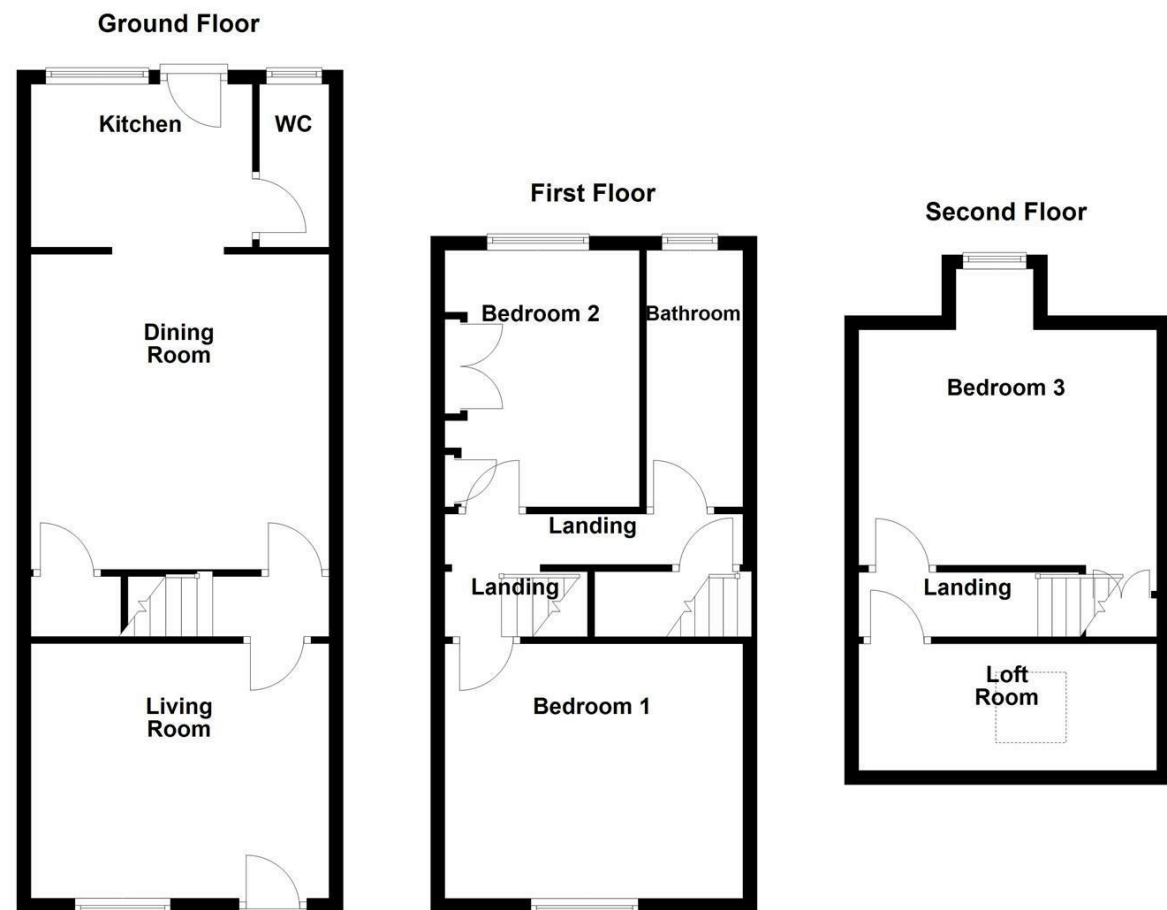 Ground Floor
Kitchen
WC
Dining
Room
Living
Room
First Floor
Bedroom 2
Bathroom
Landing
Landing
Bedroom 1
Second Floor
Bedroom 3
Landing
Loft
Room